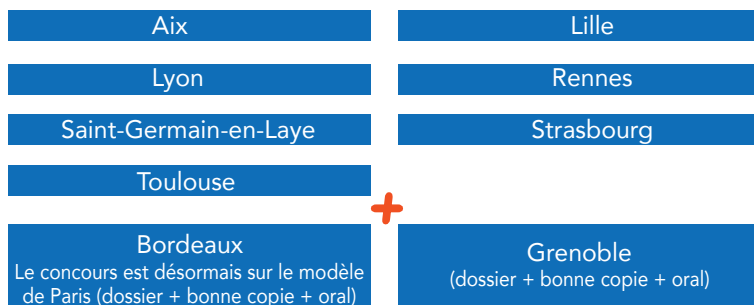 Aix
Lille
Lyon
Rennes
Saint-Germain-en-Laye
Strasbourg
Toulouse
+
Bordeaux
Le concours est désormais sur le modèle
de Paris (dossier + bonne copie + oral)
Grenoble
(dossier + bonne copie + oral)